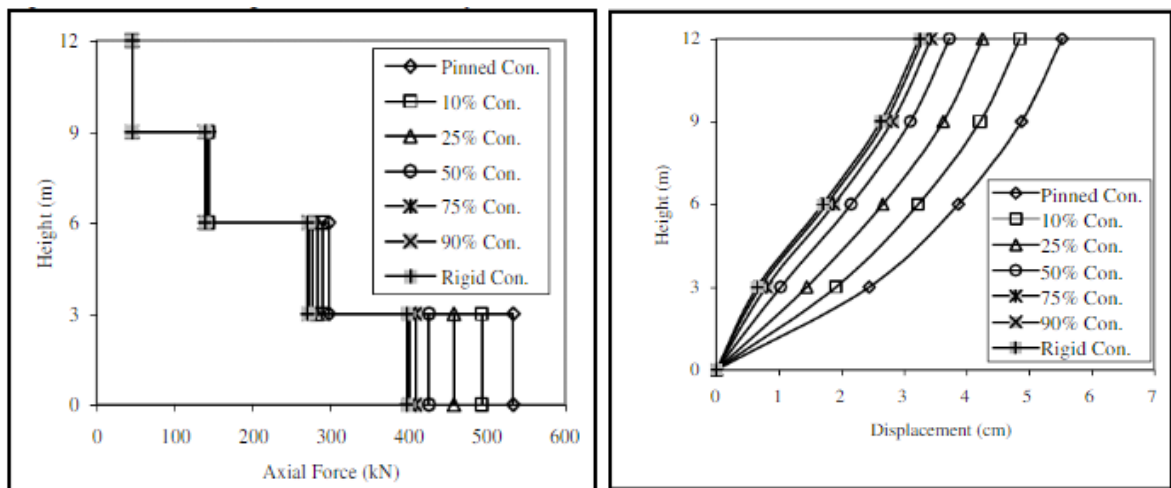 12
9
6
3
0
Height (m)
0 100 200 300 400 500 600
Axial Force (kN)
Pinned Con.
10% Con.
25% Con.
50% Con.
75% Con.
90% Con.
Rigid Con.
12
9
6
3
0
Height (m)
0 1 2 3 4 5 6 7
Displacement (cm)
Pinned Con.
10% Con.
25% Con.
50% Con.
75% Con.
90% Con.
Rigid Con.